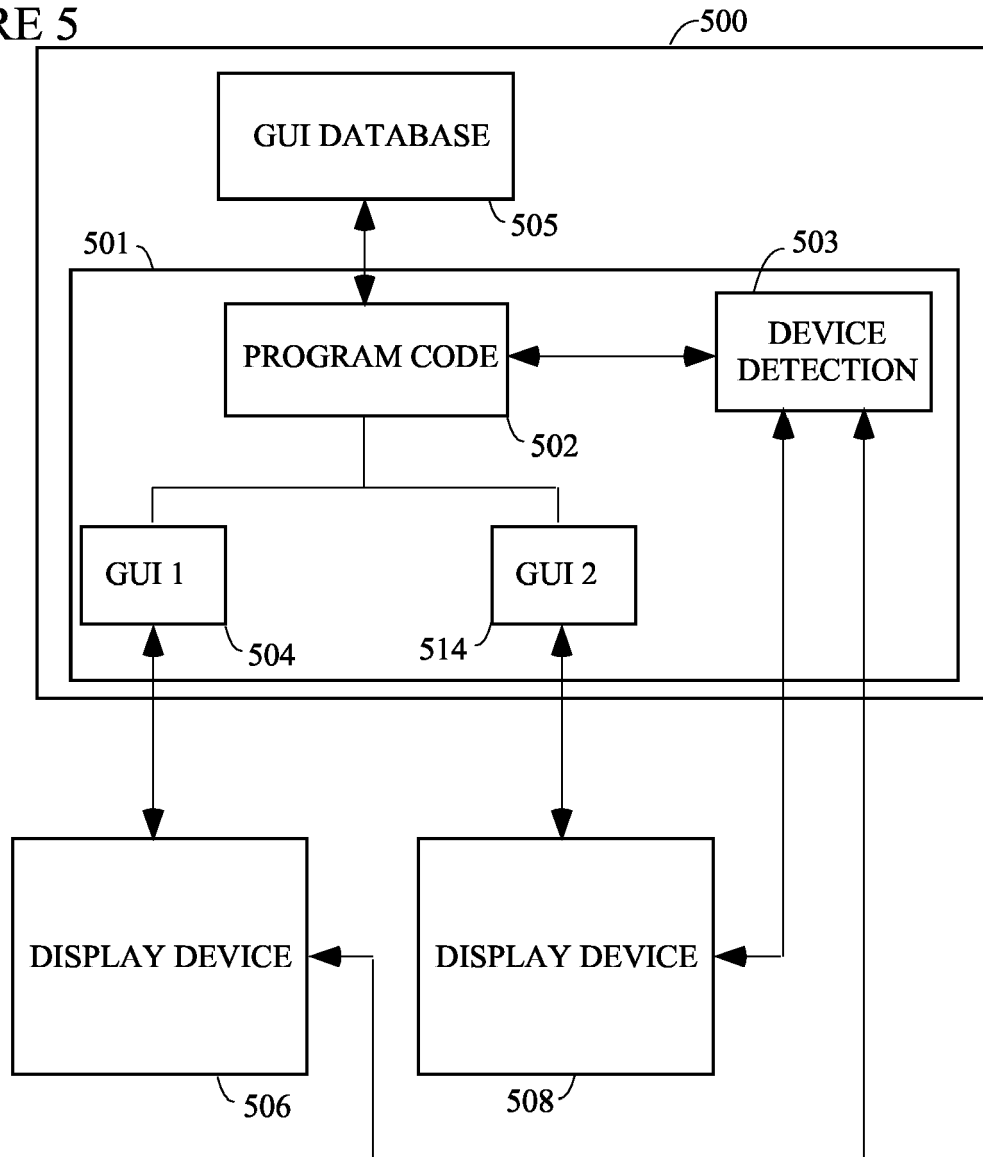 RE 5
500
GUI DATABASE
505
501
503
PROGRAM CODE
DEVICE
DETECTION
502
GUI 1
GUI 2
504
514
DISPLAY DEVICE
DISPLAY DEVICE
506
508